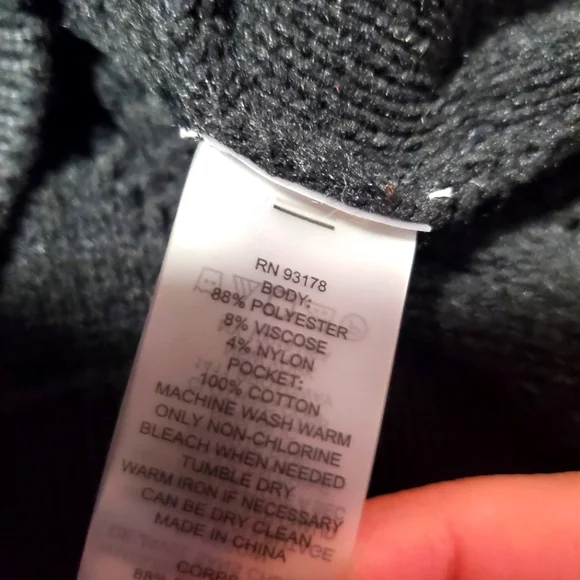 RN 93178
BODY:
88% POLYESTER
8% VISCOSE
4% NYLON
POCKET:
100% COTTON
MACHINE WASH WARM
ONLY NON-CHLORINE
BLEACH WHEN NEEDED
TUMBLE DRY
WARM IRON IF NECESSARY
CAN BE DRY CLEAN
MADE IN CHINA
88%